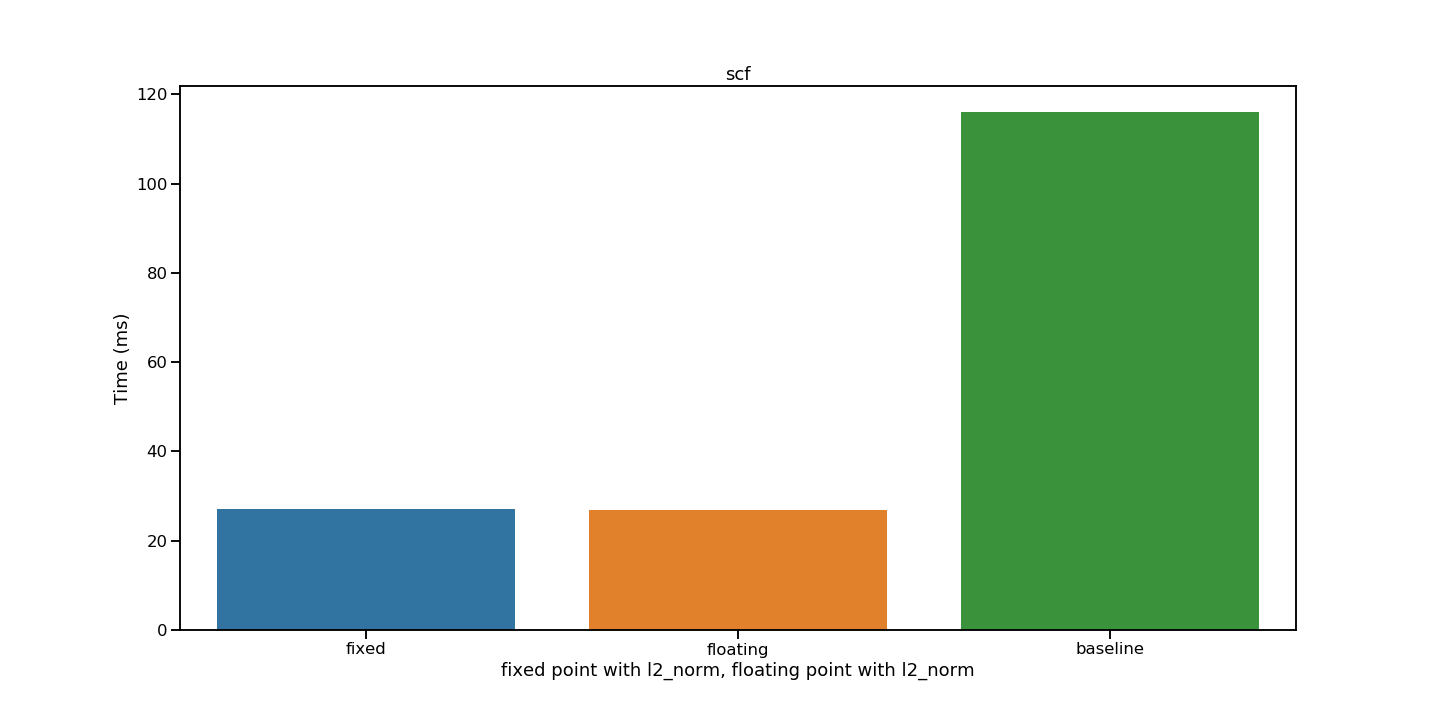 scf
120
100
80
60
40
20
0
Time (ms)
fixed
floating
baseline
fixed point with l2_norm, floating point with l2_norm